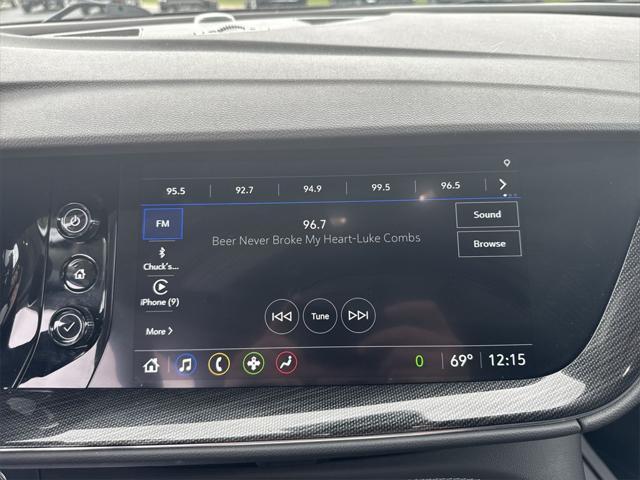 95.5 92.7 94.9 99.5 96.5
FM
96.7
Sound
Beer Never Broke My Heart-Luke Combs
Browse
Chuck's...
iPhone (9)
Tune
More
0 69° 12:15